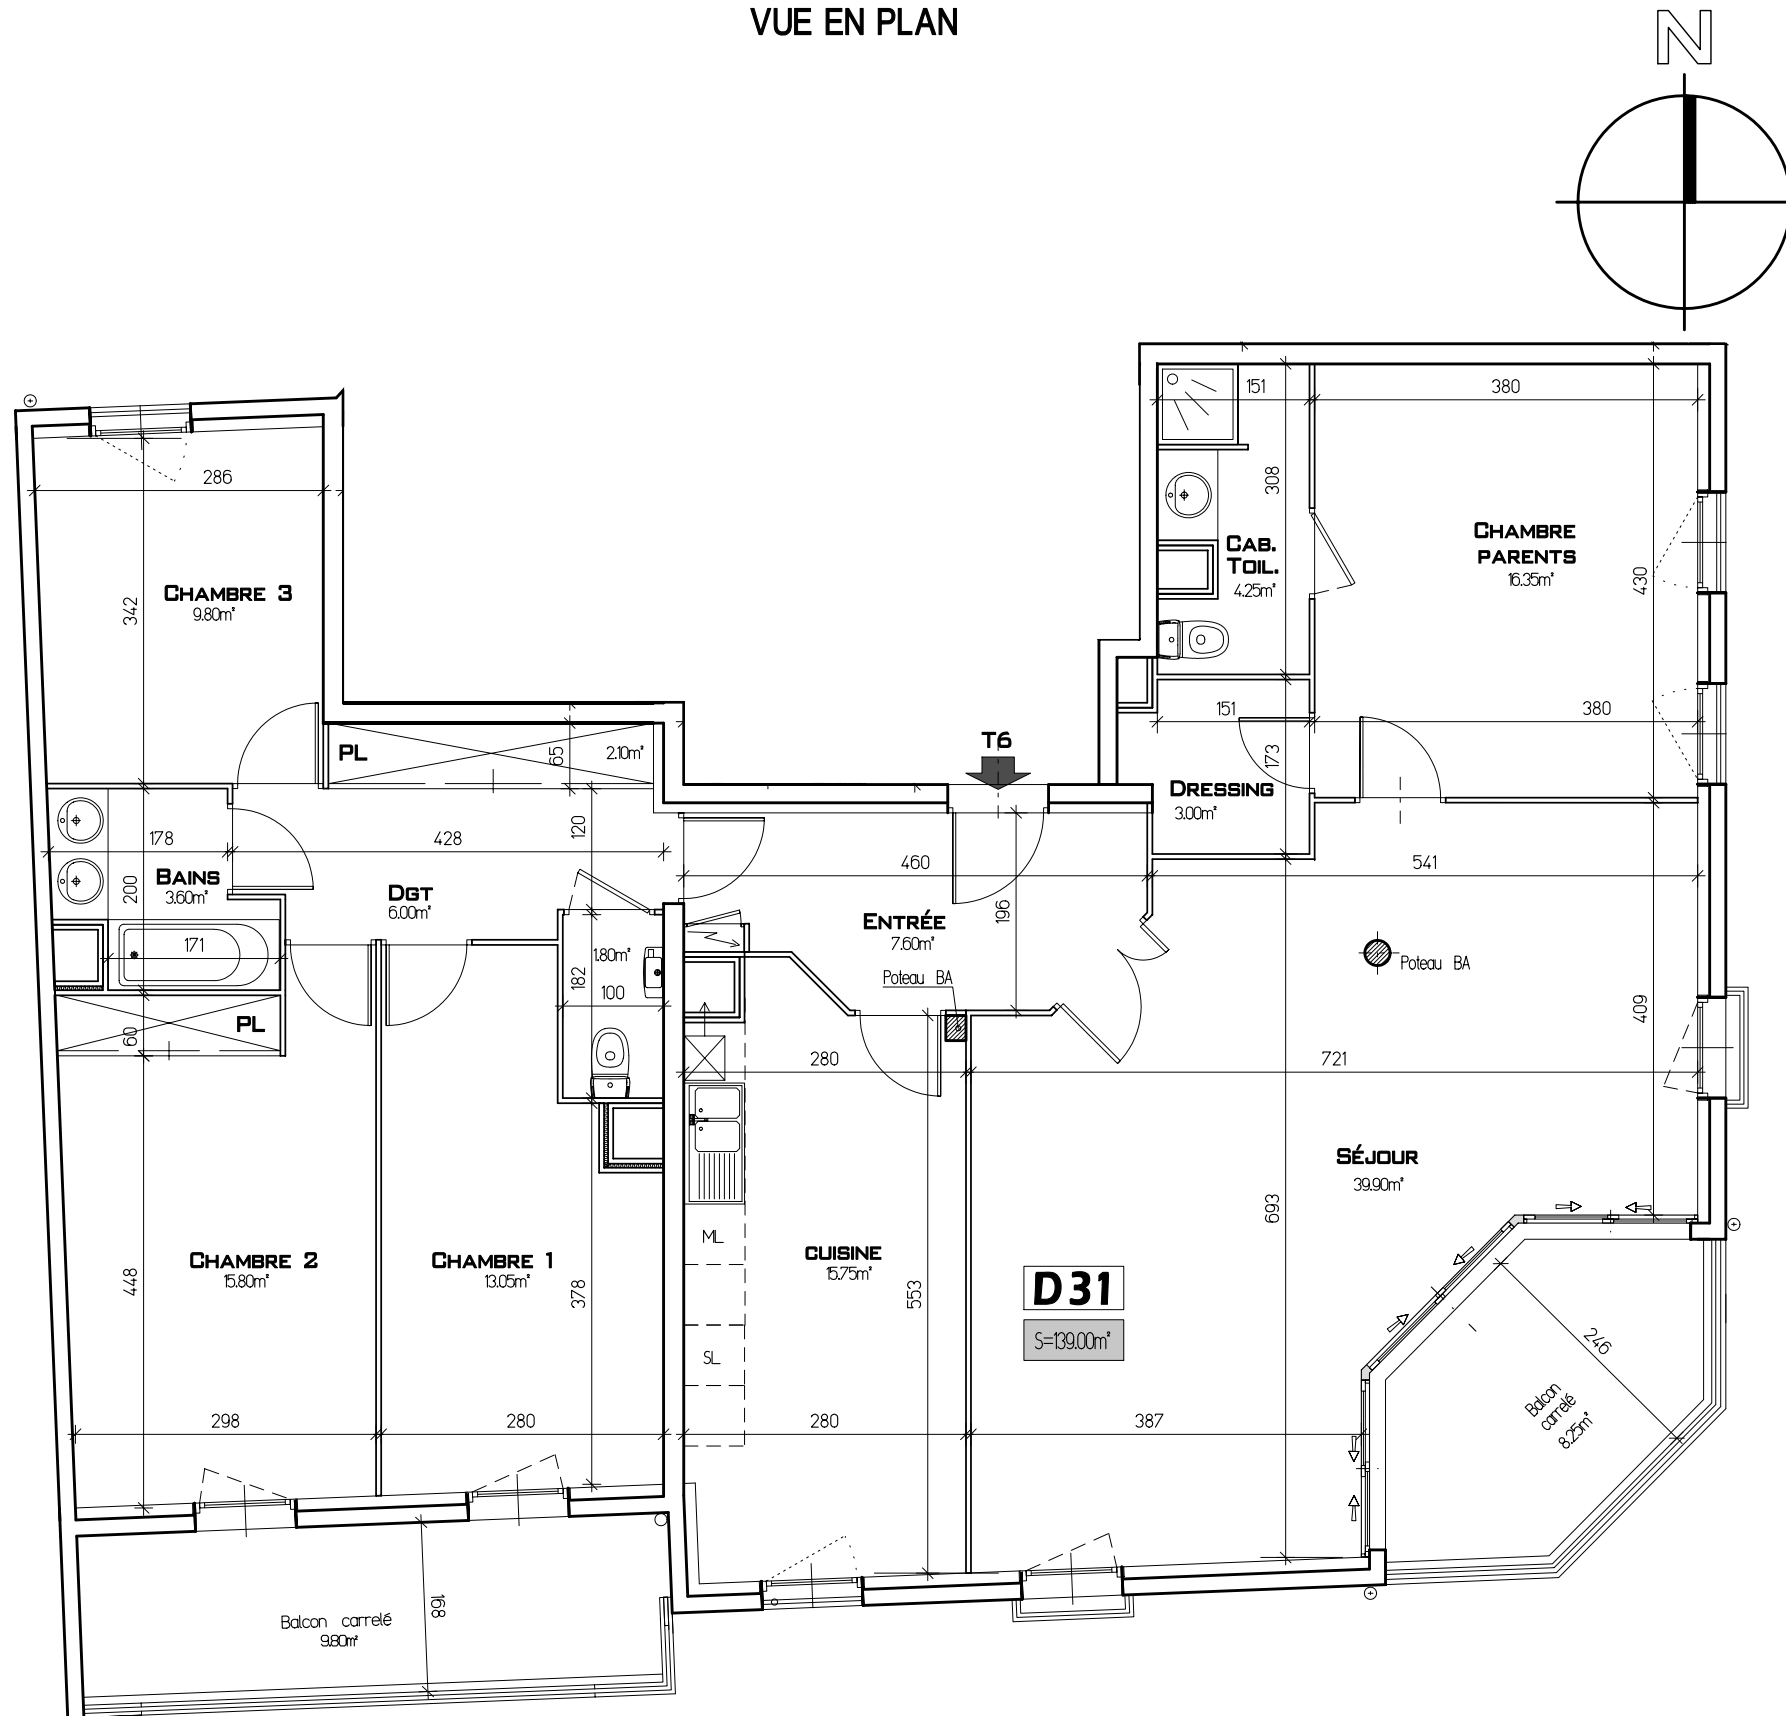 VUE EN PLAN
N
151
380
286
308
CHAMBRE 3
9.80m²
342
CAB.
TOIL.
4.25m²
CHAMBRE
PARENTS
16.35m²
430
151
380
173
PL
65
2.10m²
T6
DRESSING
3.00m²
178
428
120
460
541
BAINS
3.60m²
200
171
DGT
6.00m²
ENTRÉE
7.60m²
196
Poteau BA
Poteau BA
1.80m²
182
100
409
PL
60
280
721
SÉJOUR
39.90m²
693
ML
CHAMBRE 2
15.80m²
448
CHAMBRE 1
13.05m²
378
CUISINE
15.75m²
553
D31
S=139.00m²
SL
246
Balcon
carrelé
8.25m²
298
280
280
387
168
Balcon carrelé
9.80m²